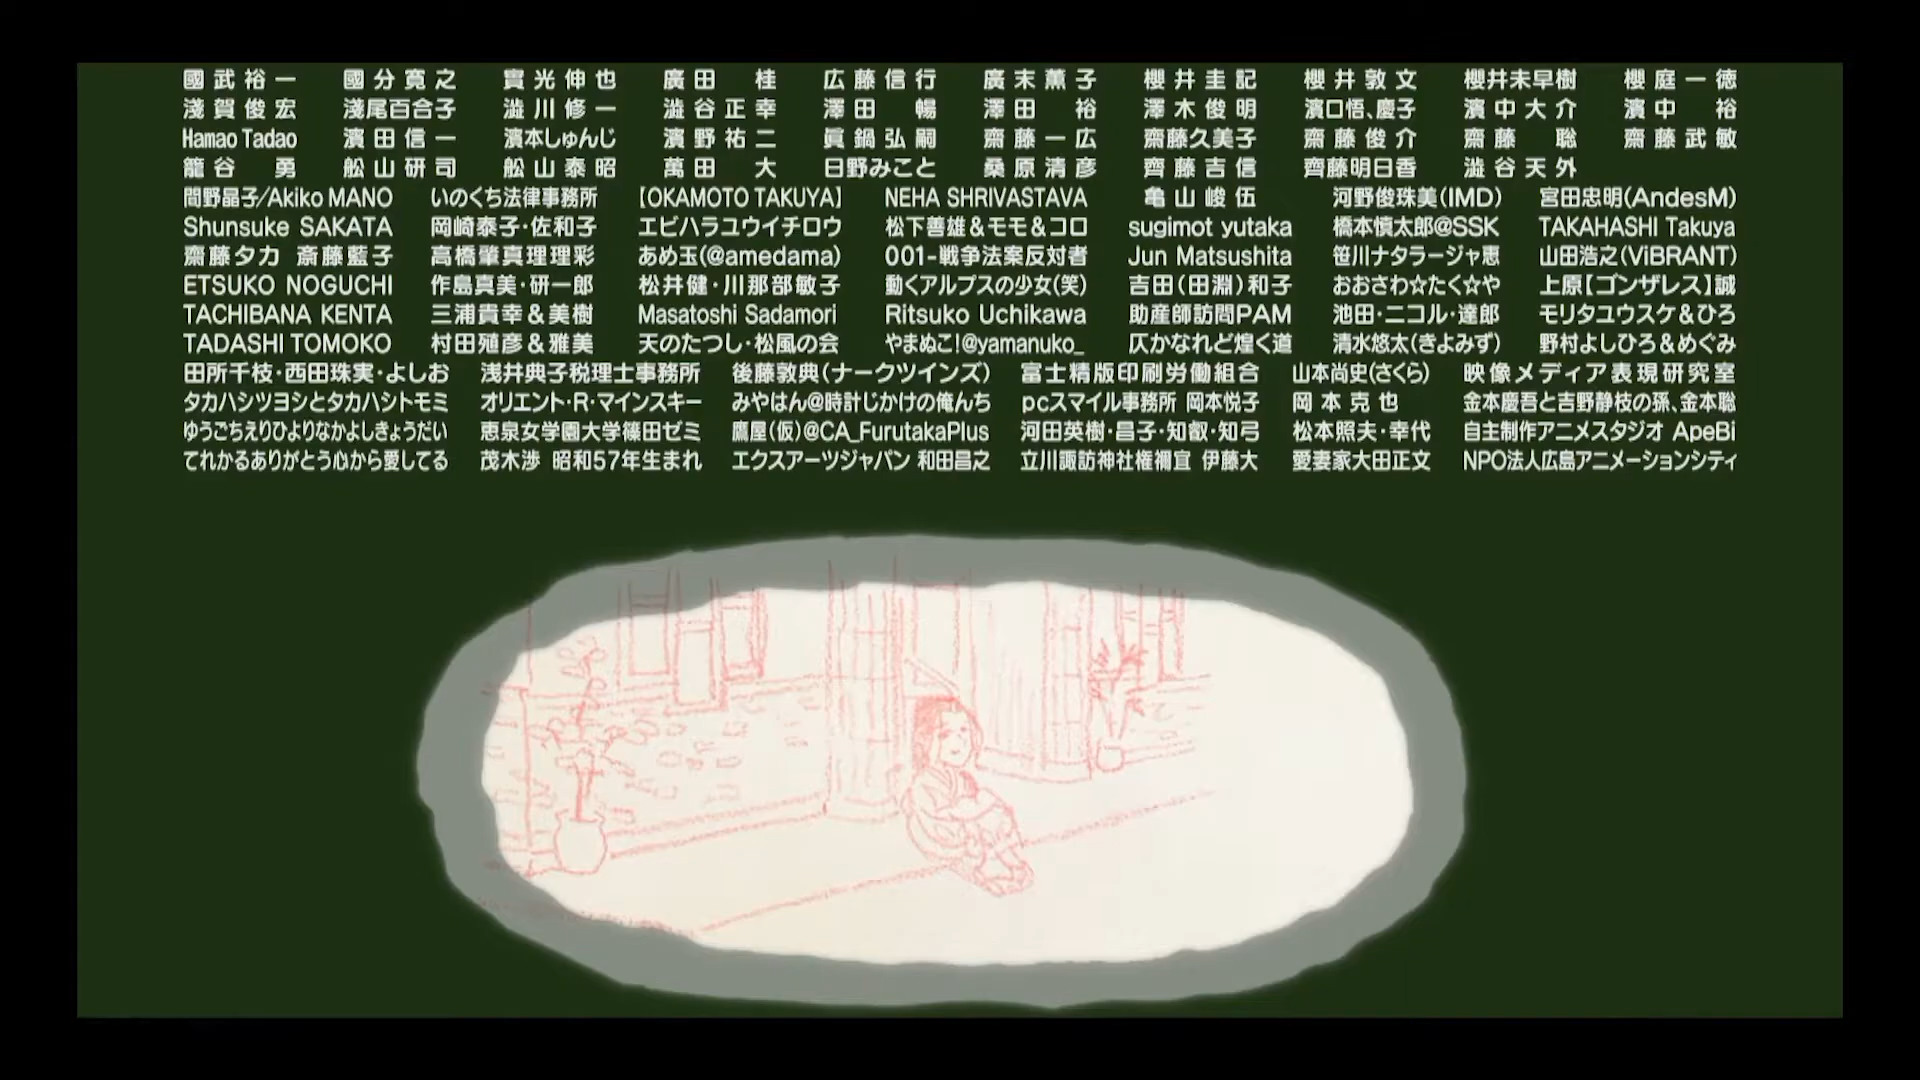 國武裕一 國分寛之 實光伸也 廣田 桂 広藤信行 廣末薫子 櫻井圭記 櫻井敦文 櫻井未早樹 櫻庭一徳
淺賀俊宏 淺尾百合子 澁川修一 澁谷正幸 澤田 暢 澤田 裕 澤木俊明 濱口悟、慶子 濱中大介 濱中 裕
Hamao Tadao 濱田信一 濱本しゅんじ 濱野祐二 眞鍋弘嗣 齋藤一広 齋藤久美子 齋藤俊介 齋藤 聡 齋藤武敏
籠谷 勇 舩山研司 舩山泰昭 萬田 大 日野みこと 桑原清彦 齊藤吉信 齊藤明日香 澁谷天外
間野晶子/Akiko MANO いのくち法律事務所 【OKAMOTO TAKUYA】 NEHA SHRIVASTAVA 亀山峻伍 河野俊珠美(IMD) 宮田忠明(AndesM)
Shunsuke SAKATA 岡崎泰子・佐和子 エビハラユウイチロウ 松下善雄&モモ&コロ sugimot yutaka 橋本慎太郎@SSK TAKAHASHI Takuya
齋藤タカ 斎藤藍子 高橋肇真理理彩 あめ玉(@amedama) 001-戦争法案反対者 Jun Matsushita 笹川ナタラージャ恵 山田浩之(ViBRANT)
ETSUKO NOGUCHI 作島真美・研一郎 松井健・川那部敏子 動くアルプスの少女(笑) 吉田(田淵)和子 おおさわ☆たく☆や 上原【ゴンザレス】誠
TACHIBANA KENTA 三浦貴幸&美樹 Masatoshi Sadamori Ritsuko Uchikawa 助産師訪問PAM 池田・ニコル・達郎 モリタユウスケ&ひろ
TADASHI TOMOKO 村田殖彦&雅美 天のたつし・松風の会 やまぬこ!@yamanuko_ 仄かなれど煌く道 清水悠太(きよみず) 野村よしひろ&めぐみ
田所千枝・西田珠実・よしお 浅井典子税理士事務所 後藤敦典(ナークツインズ) 富士精版印刷労働組合 山本尚史(さくら) 映像メディア表現研究室
タカハシツヨシとタカハシトモミ オリエント・R・マインスキー みやはん@時計じかけの俺んち pcスマイル事務所 岡本悦子 岡本克也 金本慶吾と吉野静枝の孫、金本聡
ゆうごちえりひよりなかよしきょうだい 恵泉女学園大学篠田ゼミ 鷹屋(仮)@CA_FurutakaPlus 河田英樹・昌子・知叡・知弓 松本照夫・幸代 自主制作アニメスタジオ ApeBi
てれかるありがとう心から愛してる 茂木渉 昭和57年生まれ エクスアーツジャパン 和田昌之 立川諏訪神社権禰宜 伊藤大 愛妻家大田正文 NPO法人広島アニメーションシティ